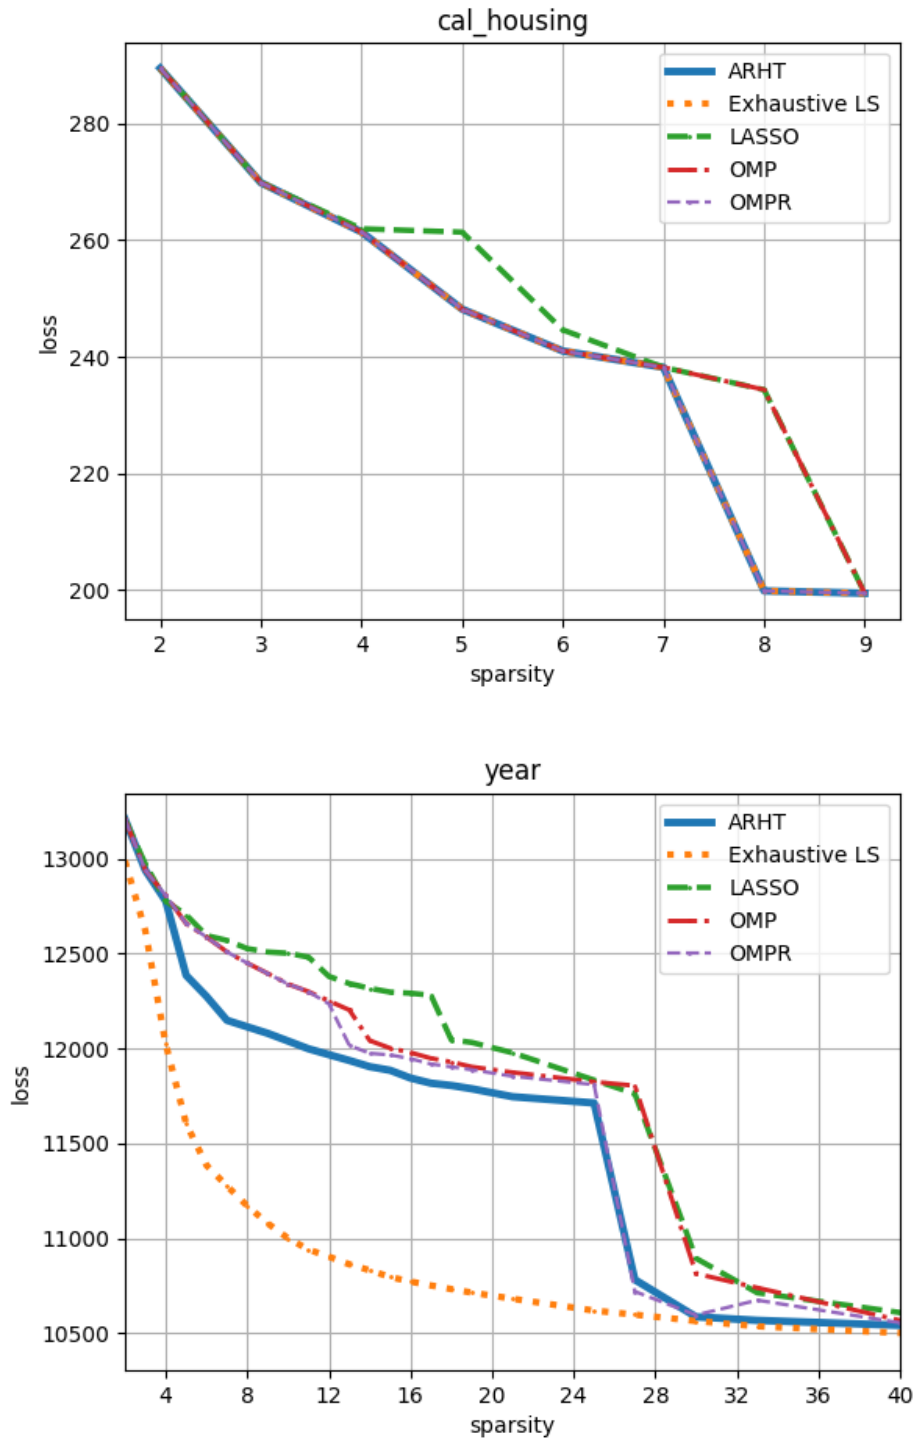 cal_housing
ARHT
Exhaustive LS
LASSO
OMP
OMPR
280
260
240
220
200
loss
2 3 4 5 6 7 8 9
sparsity
year
ARHT
Exhaustive LS
LASSO
OMP
OMPR
13000
12500
12000
11500
11000
10500
loss
4 8 12 16 20 24 28 32 36 40
sparsity